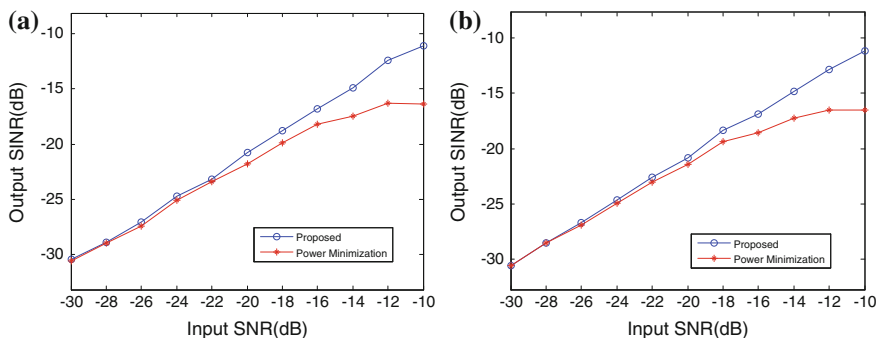 (a)
Output SINR(dB)
-10
-15
-20
-25
-30
-30 -28 -26 -24 -22 -20 -18 -16 -14 -12 -10
Input SNR(dB)
Proposed
Power Minimization
(b)
Output SINR(dB)
-10
-15
-20
-25
-30
-30 -28 -26 -24 -22 -20 -18 -16 -14 -12 -10
Input SNR(dB)
Proposed
Power Minimization